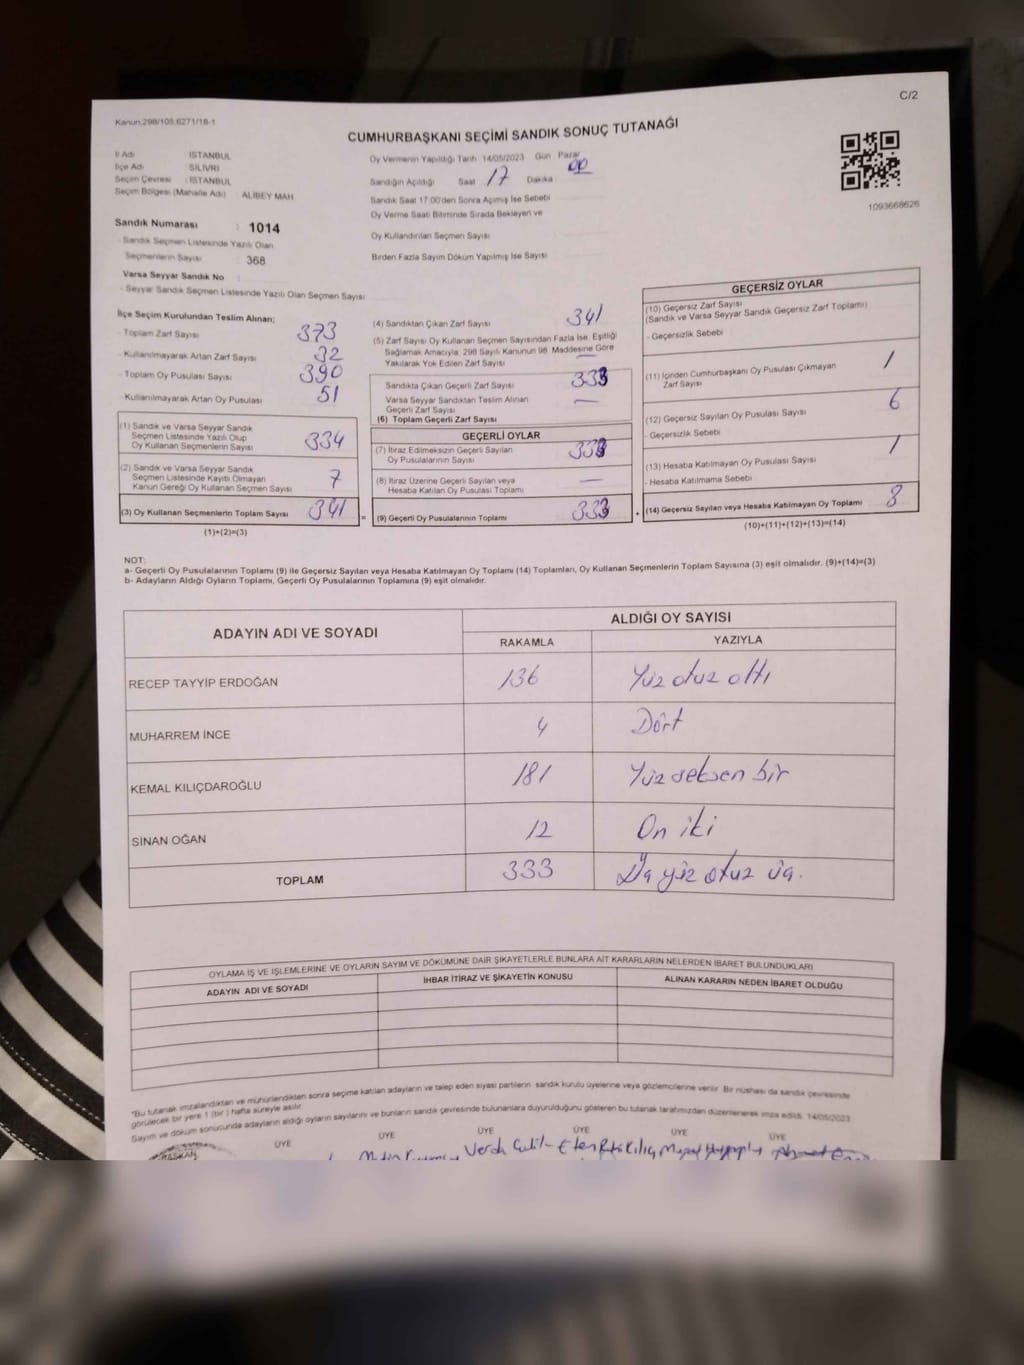 C/2
Kanun:298/105,6271/18-1
CUMHURBAŞKANI SEÇİMİ SANDIK SONUÇ TUTANAĞI
İl Adı : İSTANBUL
İlçe Adı : SİLİVRİ
Seçim Çevresi : İSTANBUL
Seçim Bölgesi (Mahalle Adı) ALİBEY MAH.
Oy Vermenin Yapıldığı Tarih 14/05/2023 Gün Pazar
Sandığın Açıldığı Saat 17 Dakika 00
Sandık Saat 17.00'den Sonra Açımış İse Sebebi
Oy Verme Saati Bitiminde Sırada Bekleyen ve
Oy Kullandırılan Seçmen Sayısı
Birden Fazla Sayım Döküm Yapılmış İse Sayısı
1093668626
Sandık Numarası : 1014
- Sandık Seçmen Listesinde Yazılı Olan
Seçmenlerin Sayısı : 368
Varsa Seyyar Sandık No
- Seyyar Sandık Seçmen Listesinde Yazılı Olan Seçmen Sayısı
İlçe Seçim Kurulundan Teslim Alınan;
- Toplam Zarf Sayısı 373
- Kullanılmayarak Artan Zarf Sayısı 32
- Toplam Oy Pusulası Sayısı 390
- Kullanılmayarak Artan Oy Pusulası 51
(1) Sandık ve Varsa Seyyar Sandık
Seçmen Listesinde Yazılı Olup
Oy Kullanan Seçmenlerin Sayısı 334
(2) Sandık ve Varsa Seyyar Sandık
Seçmen Listesinde Kayıtlı Olmayan
Kanun Gereği Oy Kullanan Seçmen Sayısı 7
(3) Oy Kullanan Seçmenlerin Toplam Sayısı 341 =
(1)+(2)=(3)
(4) Sandıktan Çıkan Zarf Sayısı 341
(5) Zarf Sayısı Oy Kullanan Seçmen Sayısından Fazla İse, Eşitliği
Sağlamak Amacıyla; 298 Sayılı Kanunun 98. Maddesine Göre
Yakılarak Yok Edilen Zarf Sayısı —
Sandıkta Çıkan Geçerli Zarf Sayısı 333
Varsa Seyyar Sandıktan Teslim Alınan
Geçerli Zarf Sayısı —
(6) Toplam Geçerli Zarf Sayısı
GEÇERLİ OYLAR
(7) İtiraz Edilmeksizin Geçerli Sayılan
Oy Pusulalarının Sayısı 333
(8) İtiraz Üzerine Geçerli Sayılan veya
Hesaba Katılan Oy Pusulası Toplamı —
(9) Geçerli Oy Pusulalarının Toplamı 333 +
GEÇERSİZ OYLAR
(10) Geçersiz Zarf Sayısı
(Sandık ve Varsa Seyyar Sandık Geçersiz Zarf Toplamı)
- Geçersizlik Sebebi
(11) İçinden Cumhurbaşkanı Oy Pusulası Çıkmayan
Zarf Sayısı 1
(12) Geçersiz Sayılan Oy Pusulası Sayısı 6
- Geçersizlik Sebebi
(13) Hesaba Katılmayan Oy Pusulası Sayısı 1
- Hesaba Katılmama Sebebi
(14) Geçersiz Sayılan veya Hesaba Katılmayan Oy Toplamı 8
(10)+(11)+(12)+(13)=(14)
NOT:
a- Geçerli Oy Pusulalarının Toplamı (9) ile Geçersiz Sayılan veya Hesaba Katılmayan Oy Toplamı (14) Toplamları, Oy Kullanan Seçmenlerin Toplam Sayısına (3) eşit olmalıdır. (9)+(14)=(3)
b- Adayların Aldığı Oyların Toplamı, Geçerli Oy Pusulalarının Toplamına (9) eşit olmalıdır.
ADAYIN ADI VE SOYADI
ALDIĞI OY SAYISI
RAKAMLA YAZIYLA
RECEP TAYYİP ERDOĞAN 136 Yüz otuz altı
MUHARREM İNCE 4 Dört
KEMAL KILIÇDAROĞLU 181 Yüz seksen bir
SİNAN OĞAN 12 On iki
TOPLAM 333 Üç yüz otuz üç.
OYLAMA İŞ VE İŞLEMLERİNE VE OYLARIN SAYIM VE DÖKÜMÜNE DAİR ŞİKAYETLERLE BUNLARA AİT KARARLARIN NELERDEN İBARET BULUNDUKLARI
ADAYIN ADI VE SOYADI İHBAR İTİRAZ VE ŞİKAYETİN KONUSU ALINAN KARARIN NEDEN İBARET OLDUĞU
*Bu tutanak imzalandıktan ve mühürlendikten sonra seçime katılan adayların ve talep eden siyasi partilerin sandık kurulu üyelerine veya gözlemcilerine verilir. Bir nüshası da sandık çevresinde
görülecek bir yere 1 (bir) hafta süreyle asılır.
Sayım ve döküm sonucunda adayların aldığı oyların sayılarını ve bunların sandık çevresinde bulunanlara duyurulduğunu gösteren bu tutanak tarafımızdan düzenlenerek imza edildi. 14/05/2023
BAŞKAN ÜYE ÜYE ÜYE ÜYE ÜYE ÜYE